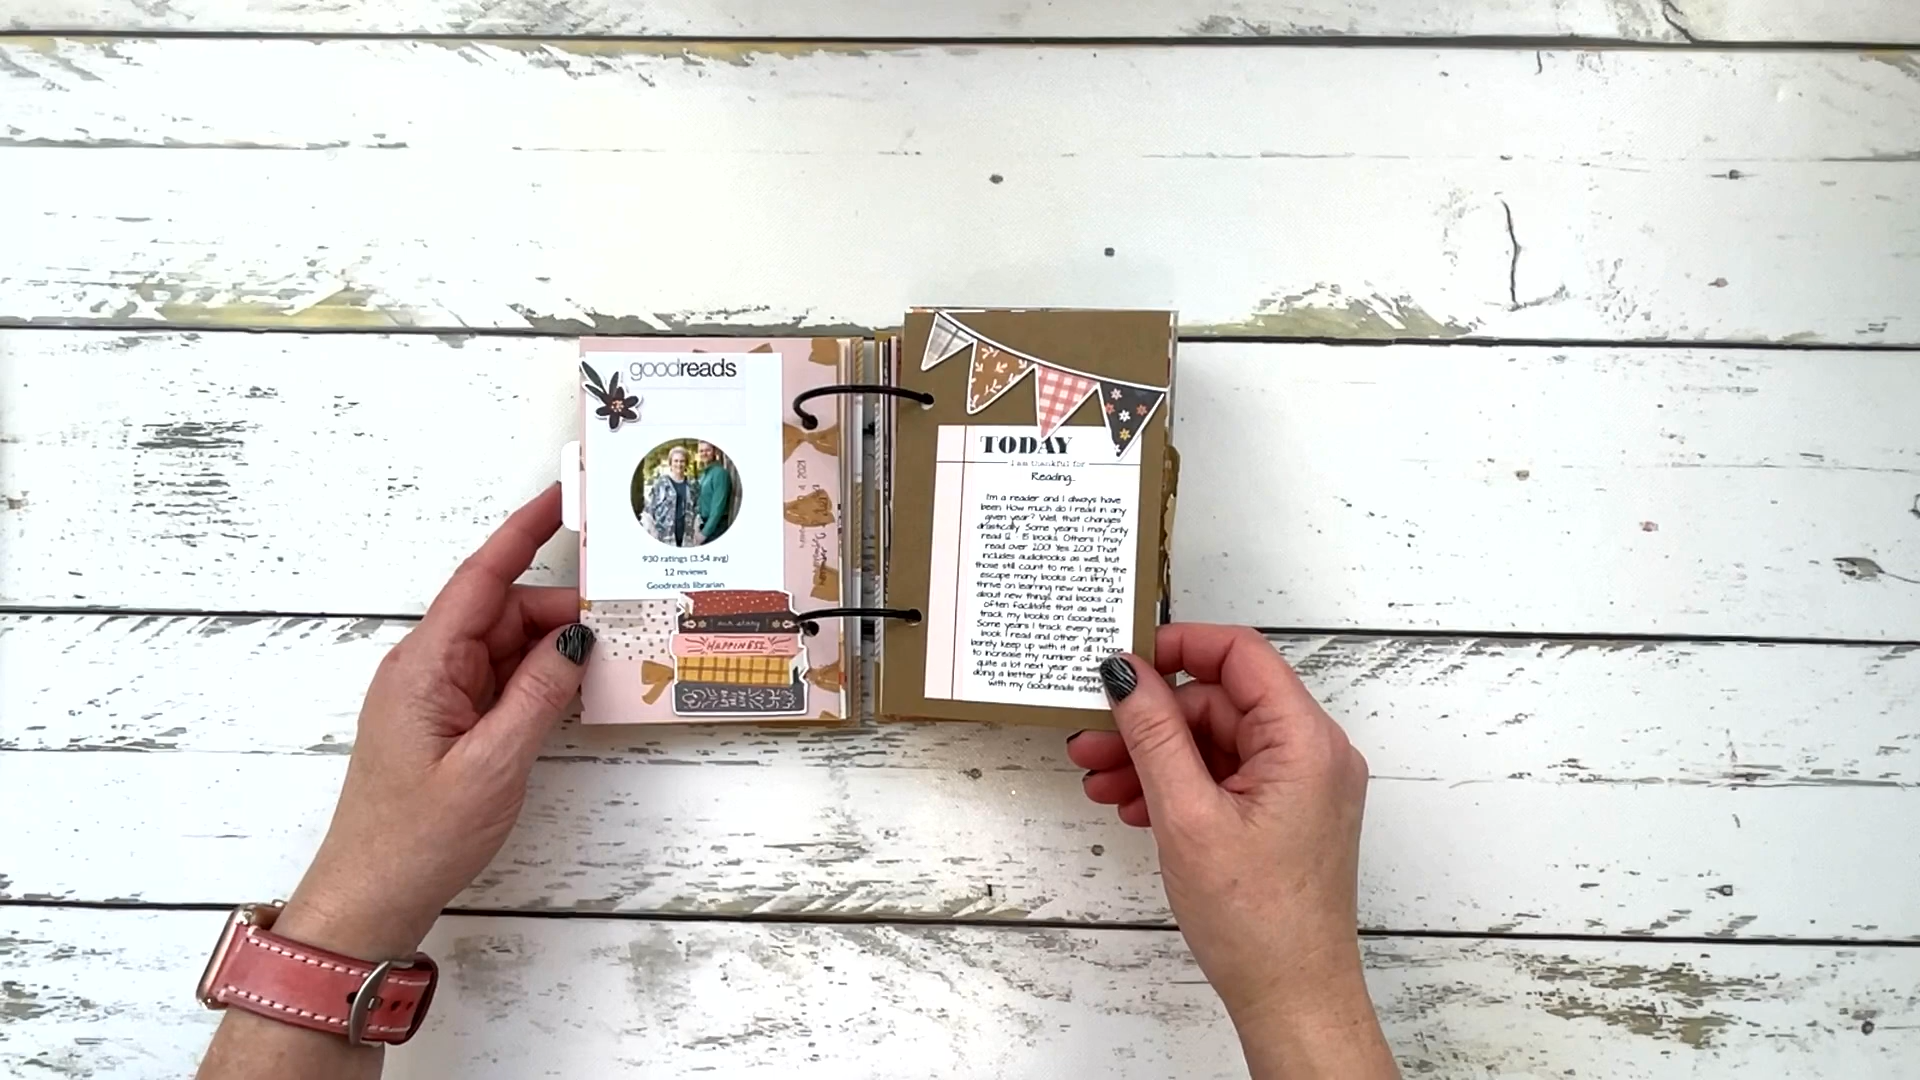 goodreads
930 ratings (3.54 avg)
12 reviews
Goodreads librarian
our story
HAPPINESS
LOVE
THIS
LIFE
4 2021
TODAY
I am thankful for
Reading...
I'm a reader and I always have
been. How much do I read in any
given year? Well, that changes
drastically. Some years I may only
read 12 - 15 books. Others I may
read over 200! Yes 200! That
includes audiobooks as well, but
those still count to me. I enjoy the
escape many books can bring. I
thrive on learning new words and
about new things, and books can
often facilitate that as well. I
track my books on Goodreads.
Some years I track every single
book I read and other years I
barely keep up with it at all. I hope
to increase my number of
quite a lot next year as
doing a better job of
with my Goodreads stats.